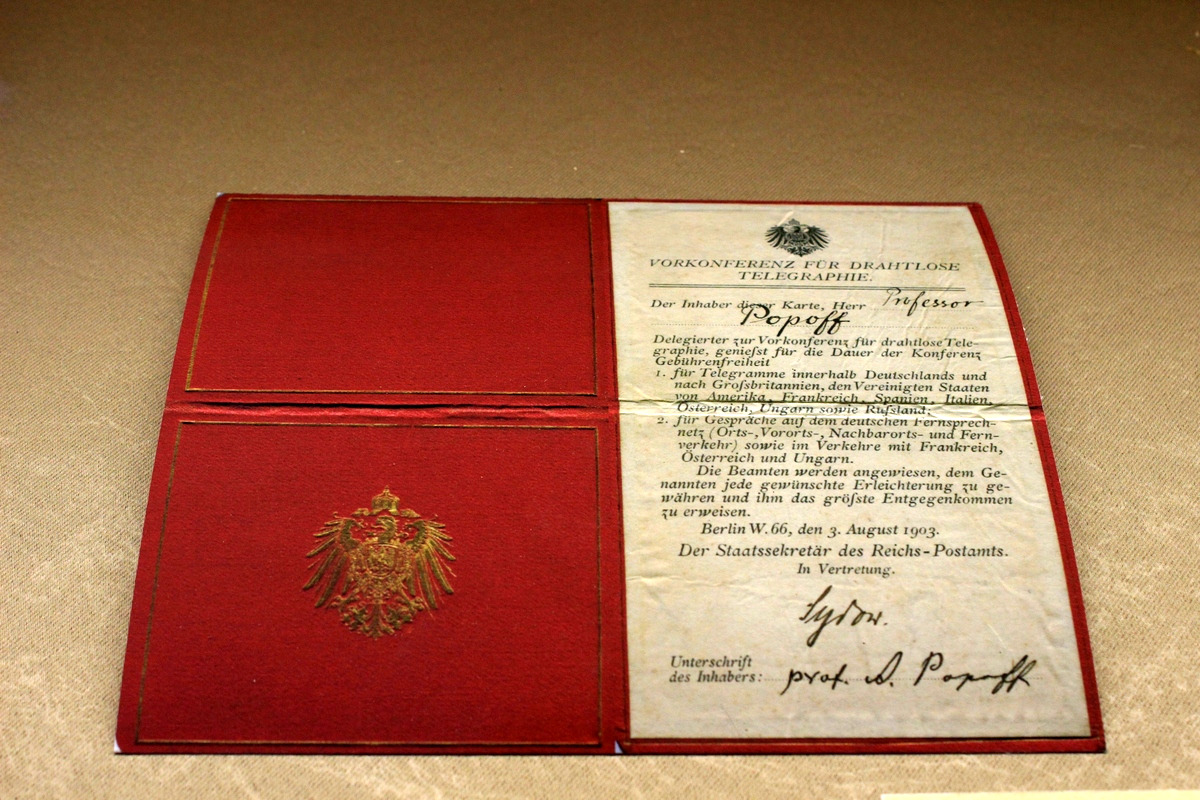 VORKONFERENZ FÜR DRAHTLOSE
TELEGRAPHIE.
Der Inhaber dieser Karte, Herr Professor
Popoff
Delegierter zur Vorkonferenz für drahtlose Tele-
graphie, genießt für die Dauer der Konferenz
Gebührenfreiheit
1. für Telegramme innerhalb Deutschlands und
nach Großbritannien, den Vereinigten Staaten
von Amerika, Frankreich, Spanien, Italien,
Österreich, Ungarn sowie Rußland;
2. für Gespräche auf dem deutschen Fernsprech-
netz (Orts-, Vororts-, Nachbarorts- und Fern-
verkehr) sowie im Verkehre mit Frankreich,
Österreich und Ungarn.
Die Beamten werden angewiesen, dem Ge-
nannten jede gewünschte Erleichterung zu ge-
währen und ihm das größte Entgegenkommen
zu erweisen.
Berlin W. 66, den 3. August 1903.
Der Staatssekretär des Reichs-Postamts.
In Vertretung.
Sydow.
Unterschrift
des Inhabers: prof. A. Popoff